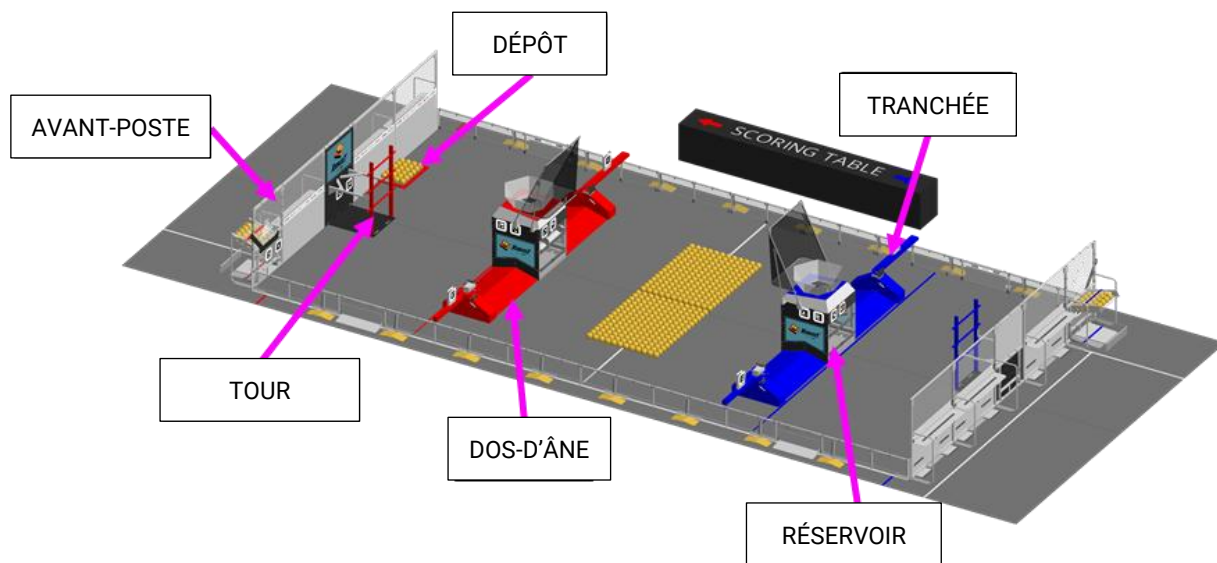 DÉPÔT
AVANT-POSTE
TRANCHÉE
SCORING TABLE
TOUR
DOS-D'ÂNE
RÉSERVOIR